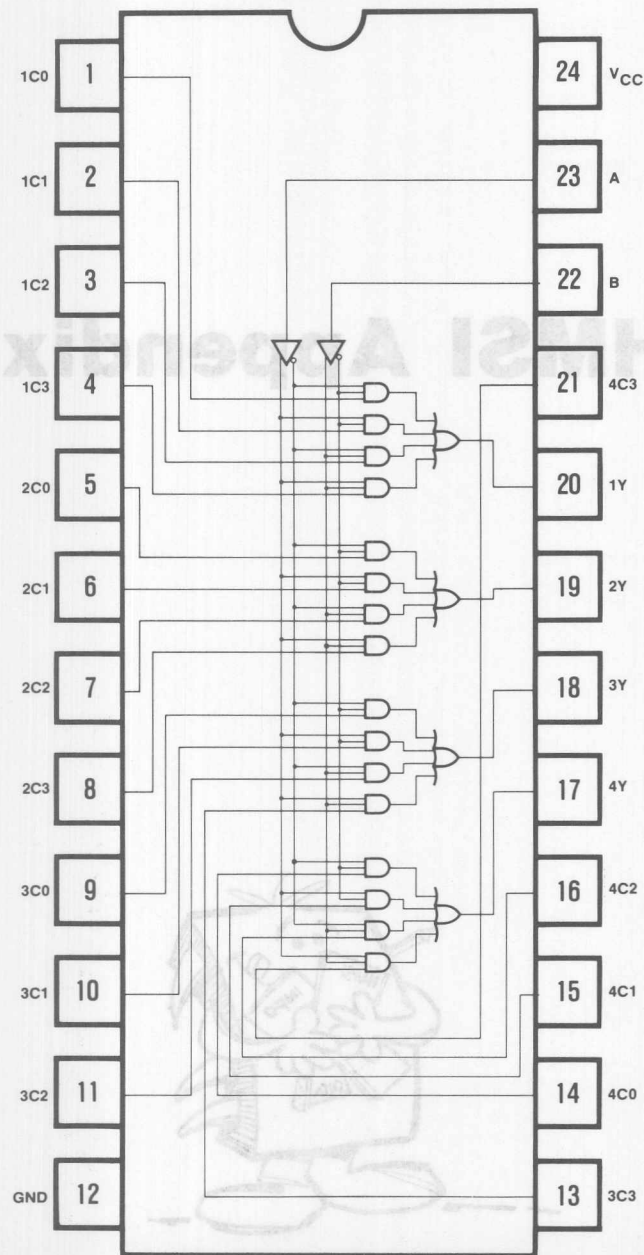 1C0 1 24 VCC
1C1 2 23 A
1C2 3 22 B
HMSI Appendix
1C3 4 21 4C3
2C0 5 20 1Y
2C1 6 19 2Y
2C2 7 18 3Y
2C3 8 17 4Y
3C0 9 16 4C2
3C1 10 15 4C1
3C2 11 14 4C0
GND 12 13 3C3